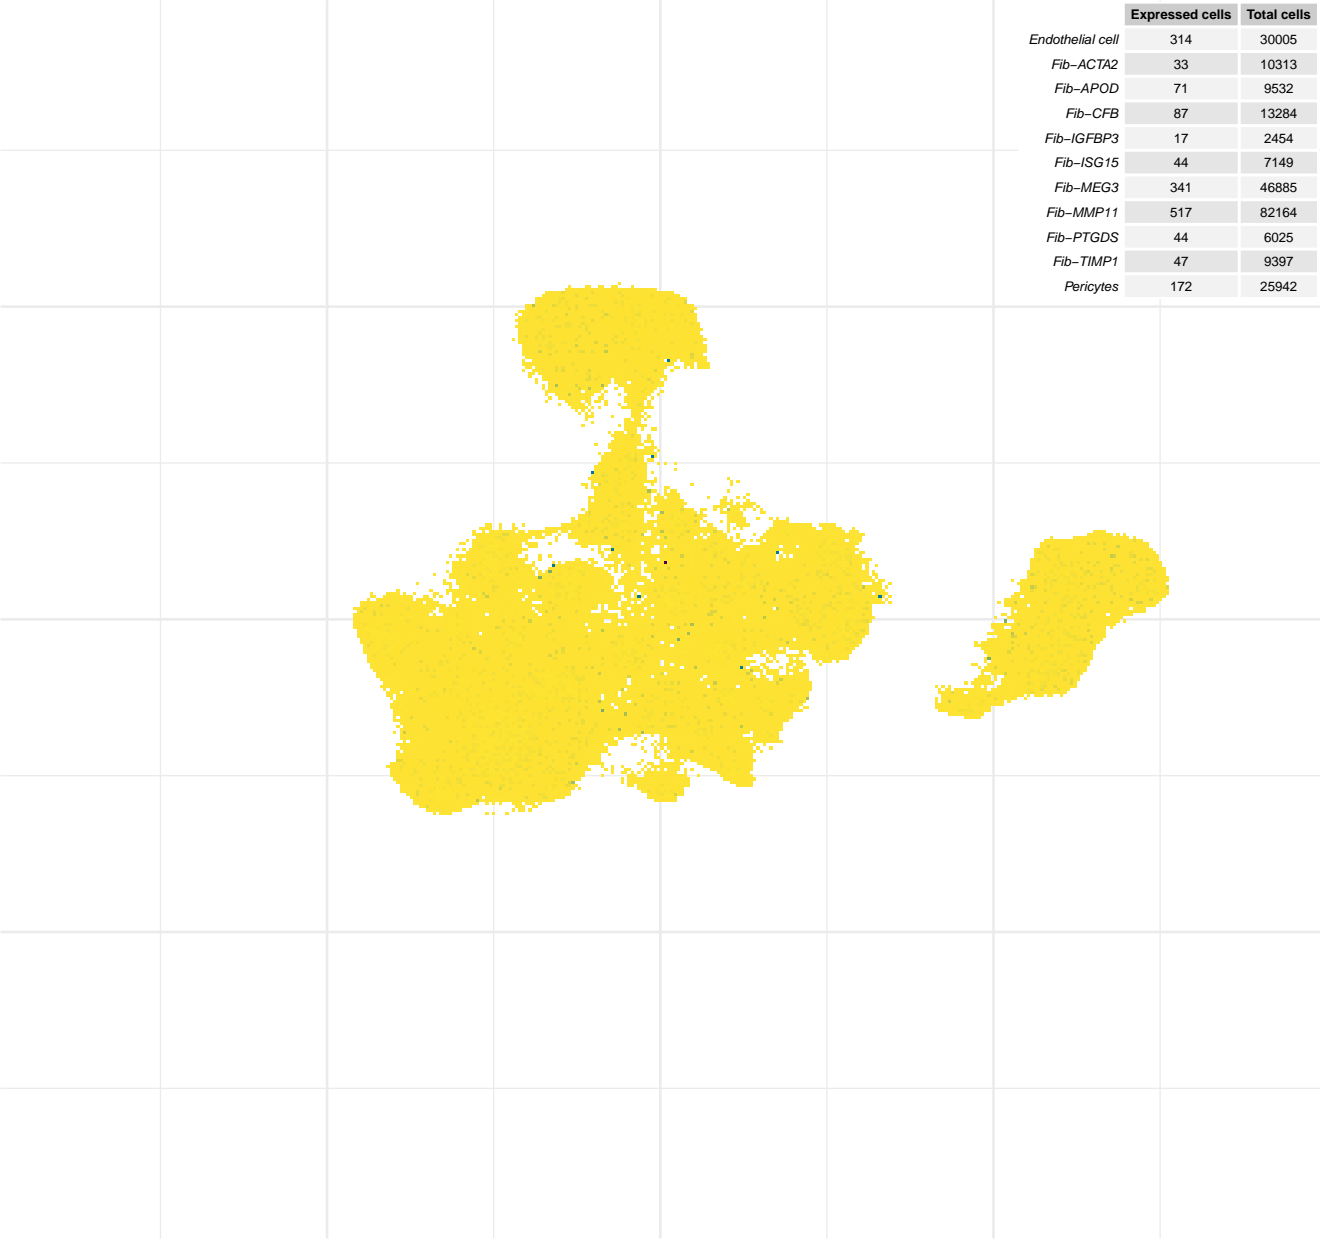 Expressed cells Total cells
Endothelial cell 314 30005
Fib−ACTA2 33 10313
Fib−APOD 71 9532
Fib−CFB 87 13284
Fib−IGFBP3 17 2454
Fib−ISG15 44 7149
Fib−MEG3 341 46885
Fib−MMP11 517 82164
Fib−PTGDS 44 6025
Fib−TIMP1 47 9397
Pericytes 172 25942